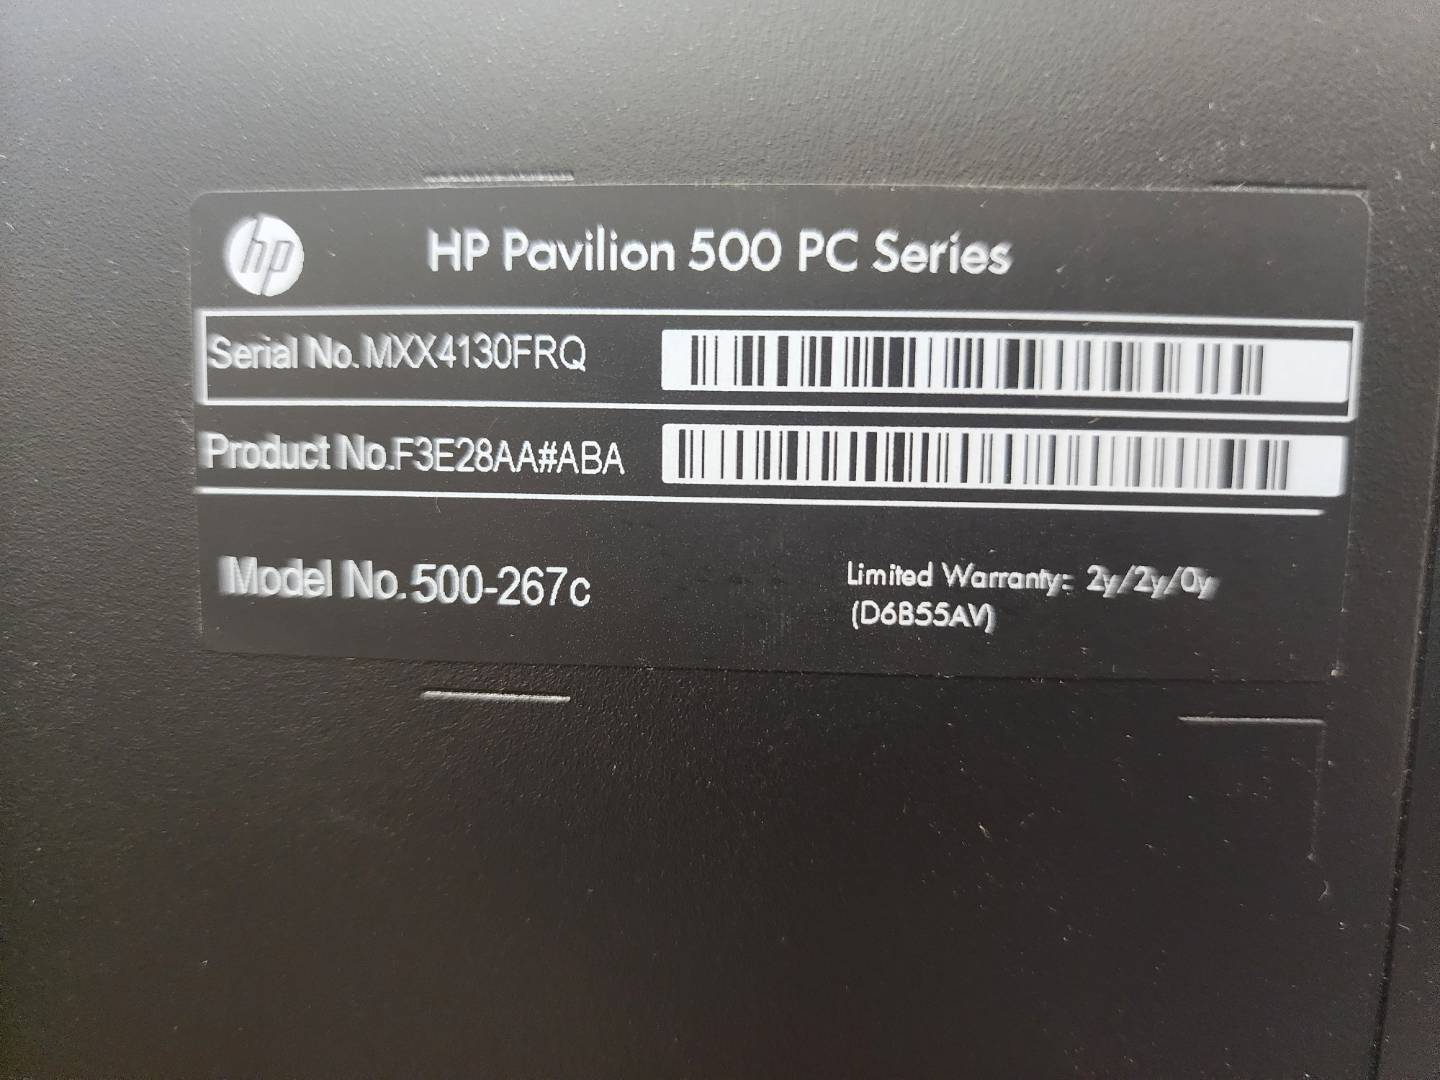 hp HP Pavilion 500 PC Series
Serial No. MXX4130FRQ
Product No. F3E28AA#ABA
Model No. 500-267c
Limited Warranty: 2y/2y/0y
(D6B55AV)